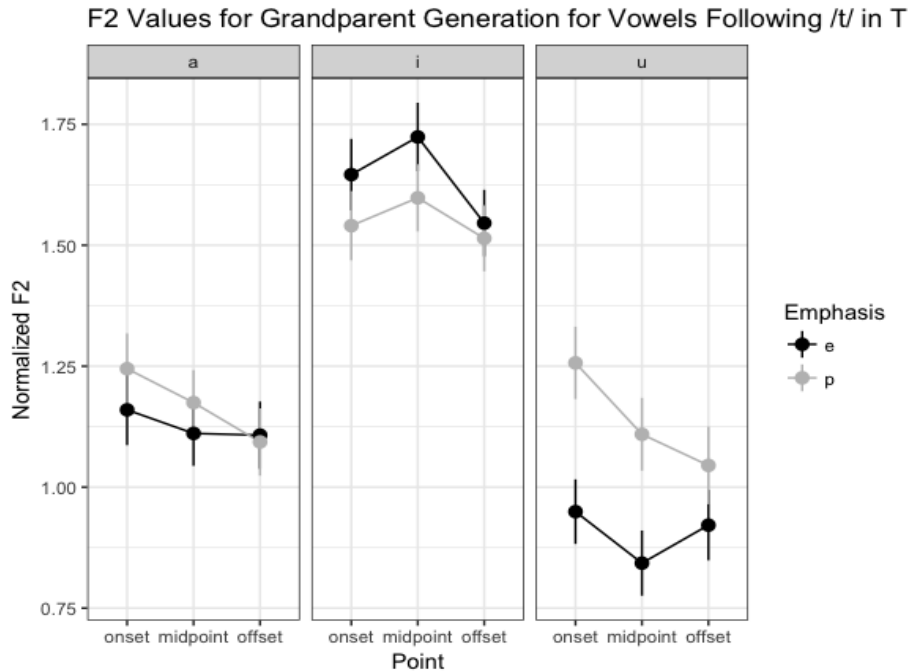 F2 Values for Grandparent Generation for Vowels Following /t/ in T
a i u
1.75
1.50
1.25
1.00
0.75
Normalized F2
onset midpoint offset onset midpoint offset onset midpoint offset
Point
Emphasis
e
p